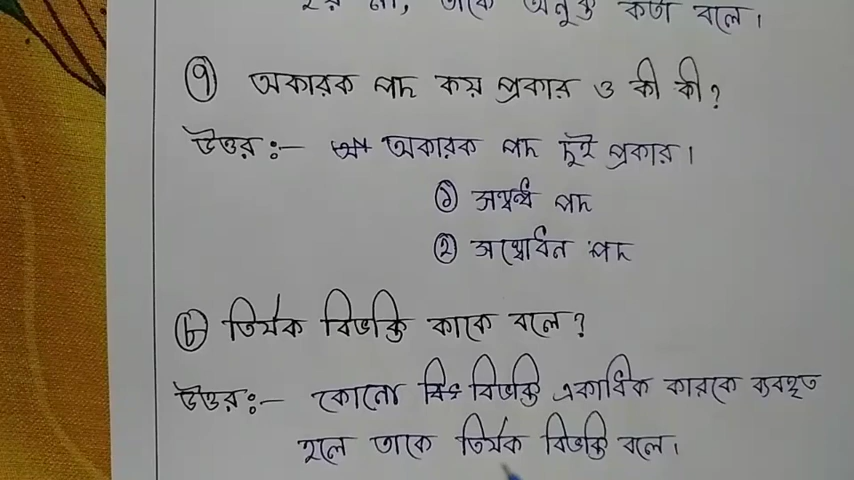 হয় না, তাকে অনুক্ত কর্তা বলে।
৭ অকারক পদ কয় প্রকার ও কী কী?
উত্তর :- অকারক পদ দুই প্রকার।
১ সম্বন্ধ পদ
২ সম্বোধন পদ
৮ তির্যক বিভক্তি কাকে বলে?
উত্তর :- কোনো বিভক্তি একাধিক কারকে ব্যবহৃত
হলে তাকে তির্যক বিভক্তি বলে।